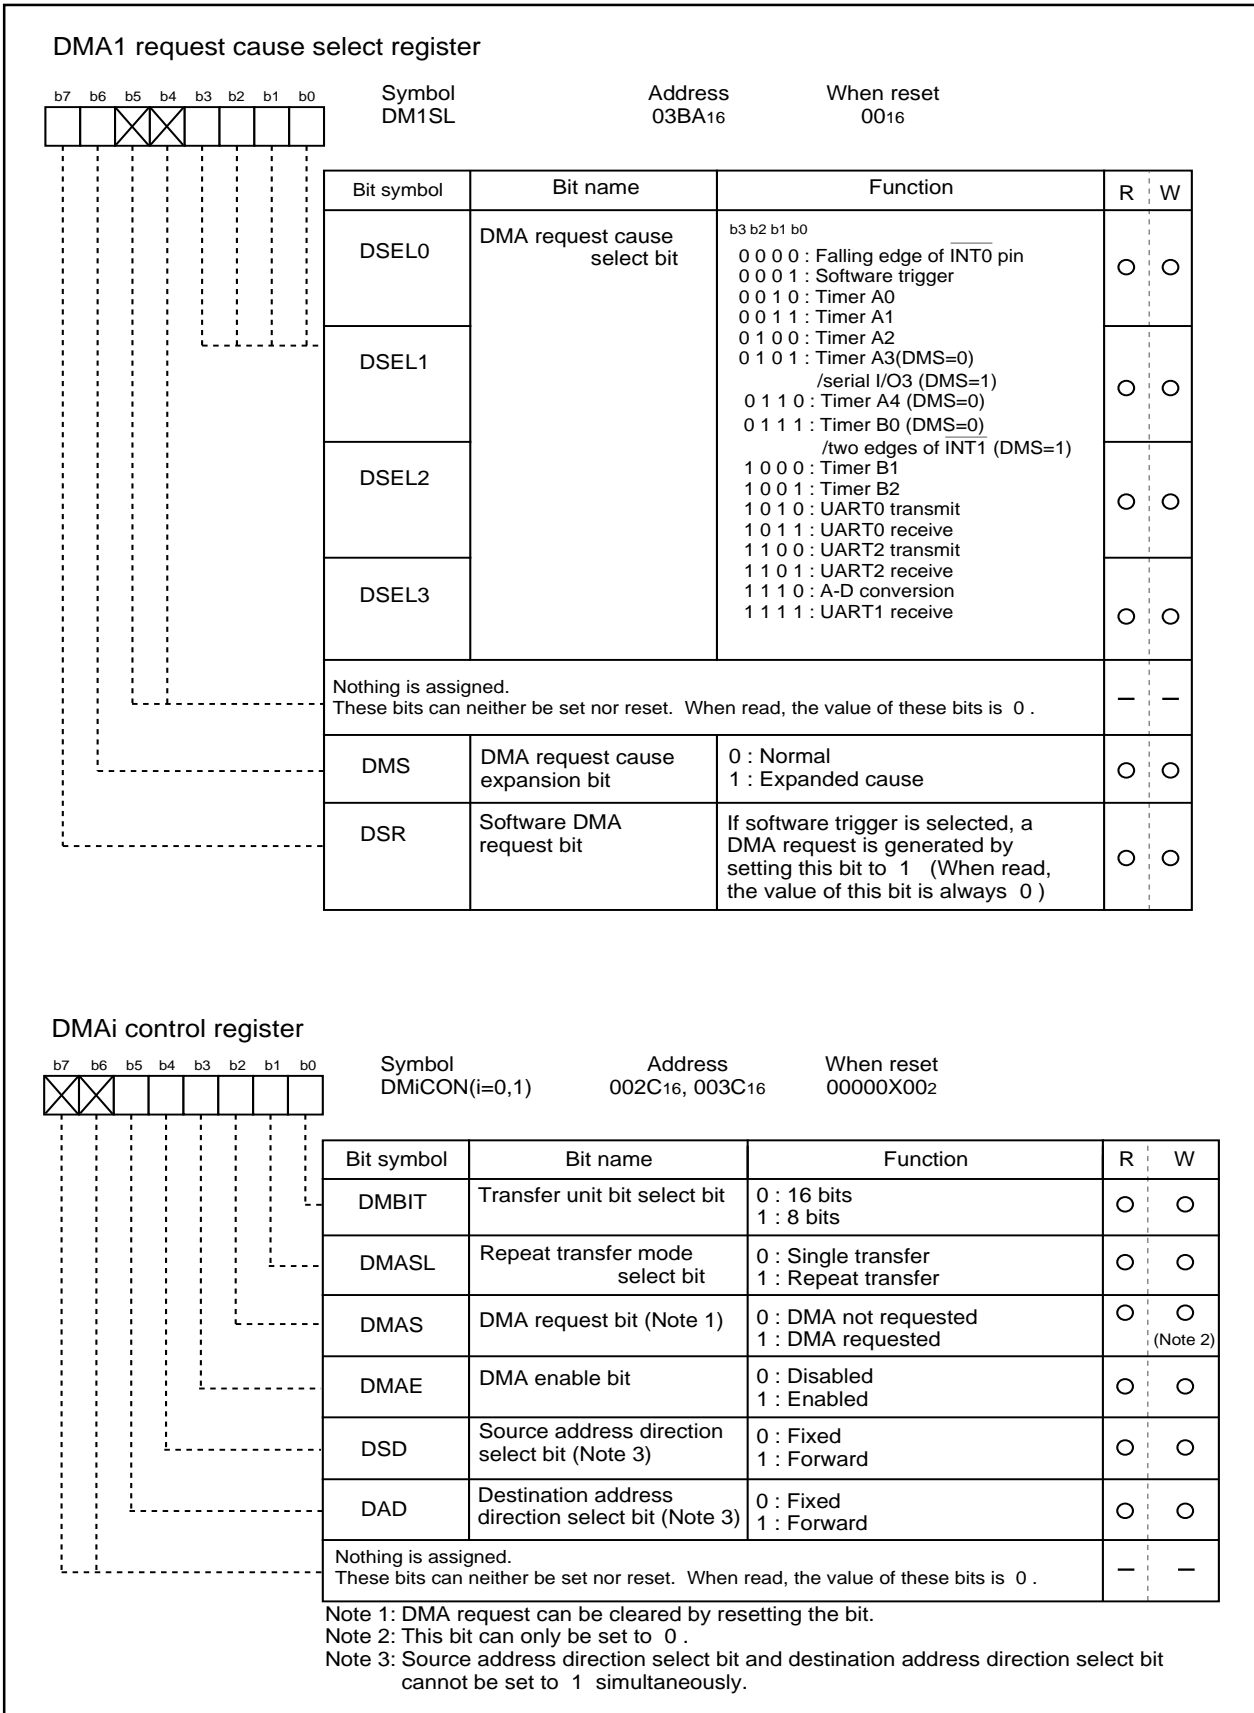 DMA1 request cause select register
b7 b6 b5 b4 b3 b2 b1 b0
Symbol Address When reset
DM1SL 03BA16 0016
Bit symbol Bit name Function R W
DSEL0 DMA request cause select bit
b3 b2 b1 b0
0 0 0 0 : Falling edge of INT0 pin
0 0 0 1 : Software trigger
0 0 1 0 : Timer A0
0 0 1 1 : Timer A1
0 1 0 0 : Timer A2
DSEL1
0 1 0 1 : Timer A3(DMS=0)
/serial I/O3 (DMS=1)
0 1 1 0 : Timer A4 (DMS=0)
0 1 1 1 : Timer B0 (DMS=0)
/two edges of INT1 (DMS=1)
DSEL2
1 0 0 0 : Timer B1
1 0 0 1 : Timer B2
1 0 1 0 : UART0 transmit
1 0 1 1 : UART0 receive
1 1 0 0 : UART2 transmit
DSEL3
1 1 0 1 : UART2 receive
1 1 1 0 : A-D conversion
1 1 1 1 : UART1 receive
Nothing is assigned.
These bits can neither be set nor reset. When read, the value of these bits is 0 .
– –
DMS
DMA request cause
expansion bit
0 : Normal
1 : Expanded cause
DSR
Software DMA
request bit
If software trigger is selected, a
DMA request is generated by
setting this bit to 1 (When read,
the value of this bit is always 0 )
DMAi control register
b7 b6 b5 b4 b3 b2 b1 b0
Symbol Address When reset
DMiCON(i=0,1) 002C16, 003C16 00000X002
Bit symbol Bit name Function R W
DMBIT
Transfer unit bit select bit
0 : 16 bits
1 : 8 bits
DMASL
Repeat transfer mode
select bit
0 : Single transfer
1 : Repeat transfer
DMAS
DMA request bit (Note 1)
0 : DMA not requested
1 : DMA requested
(Note 2)
DMAE
DMA enable bit
0 : Disabled
1 : Enabled
DSD
Source address direction
select bit (Note 3)
0 : Fixed
1 : Forward
DAD
Destination address
direction select bit (Note 3)
0 : Fixed
1 : Forward
Nothing is assigned.
These bits can neither be set nor reset. When read, the value of these bits is 0 .
– –
Note 1: DMA request can be cleared by resetting the bit.
Note 2: This bit can only be set to 0 .
Note 3: Source address direction select bit and destination address direction select bit
cannot be set to 1 simultaneously.